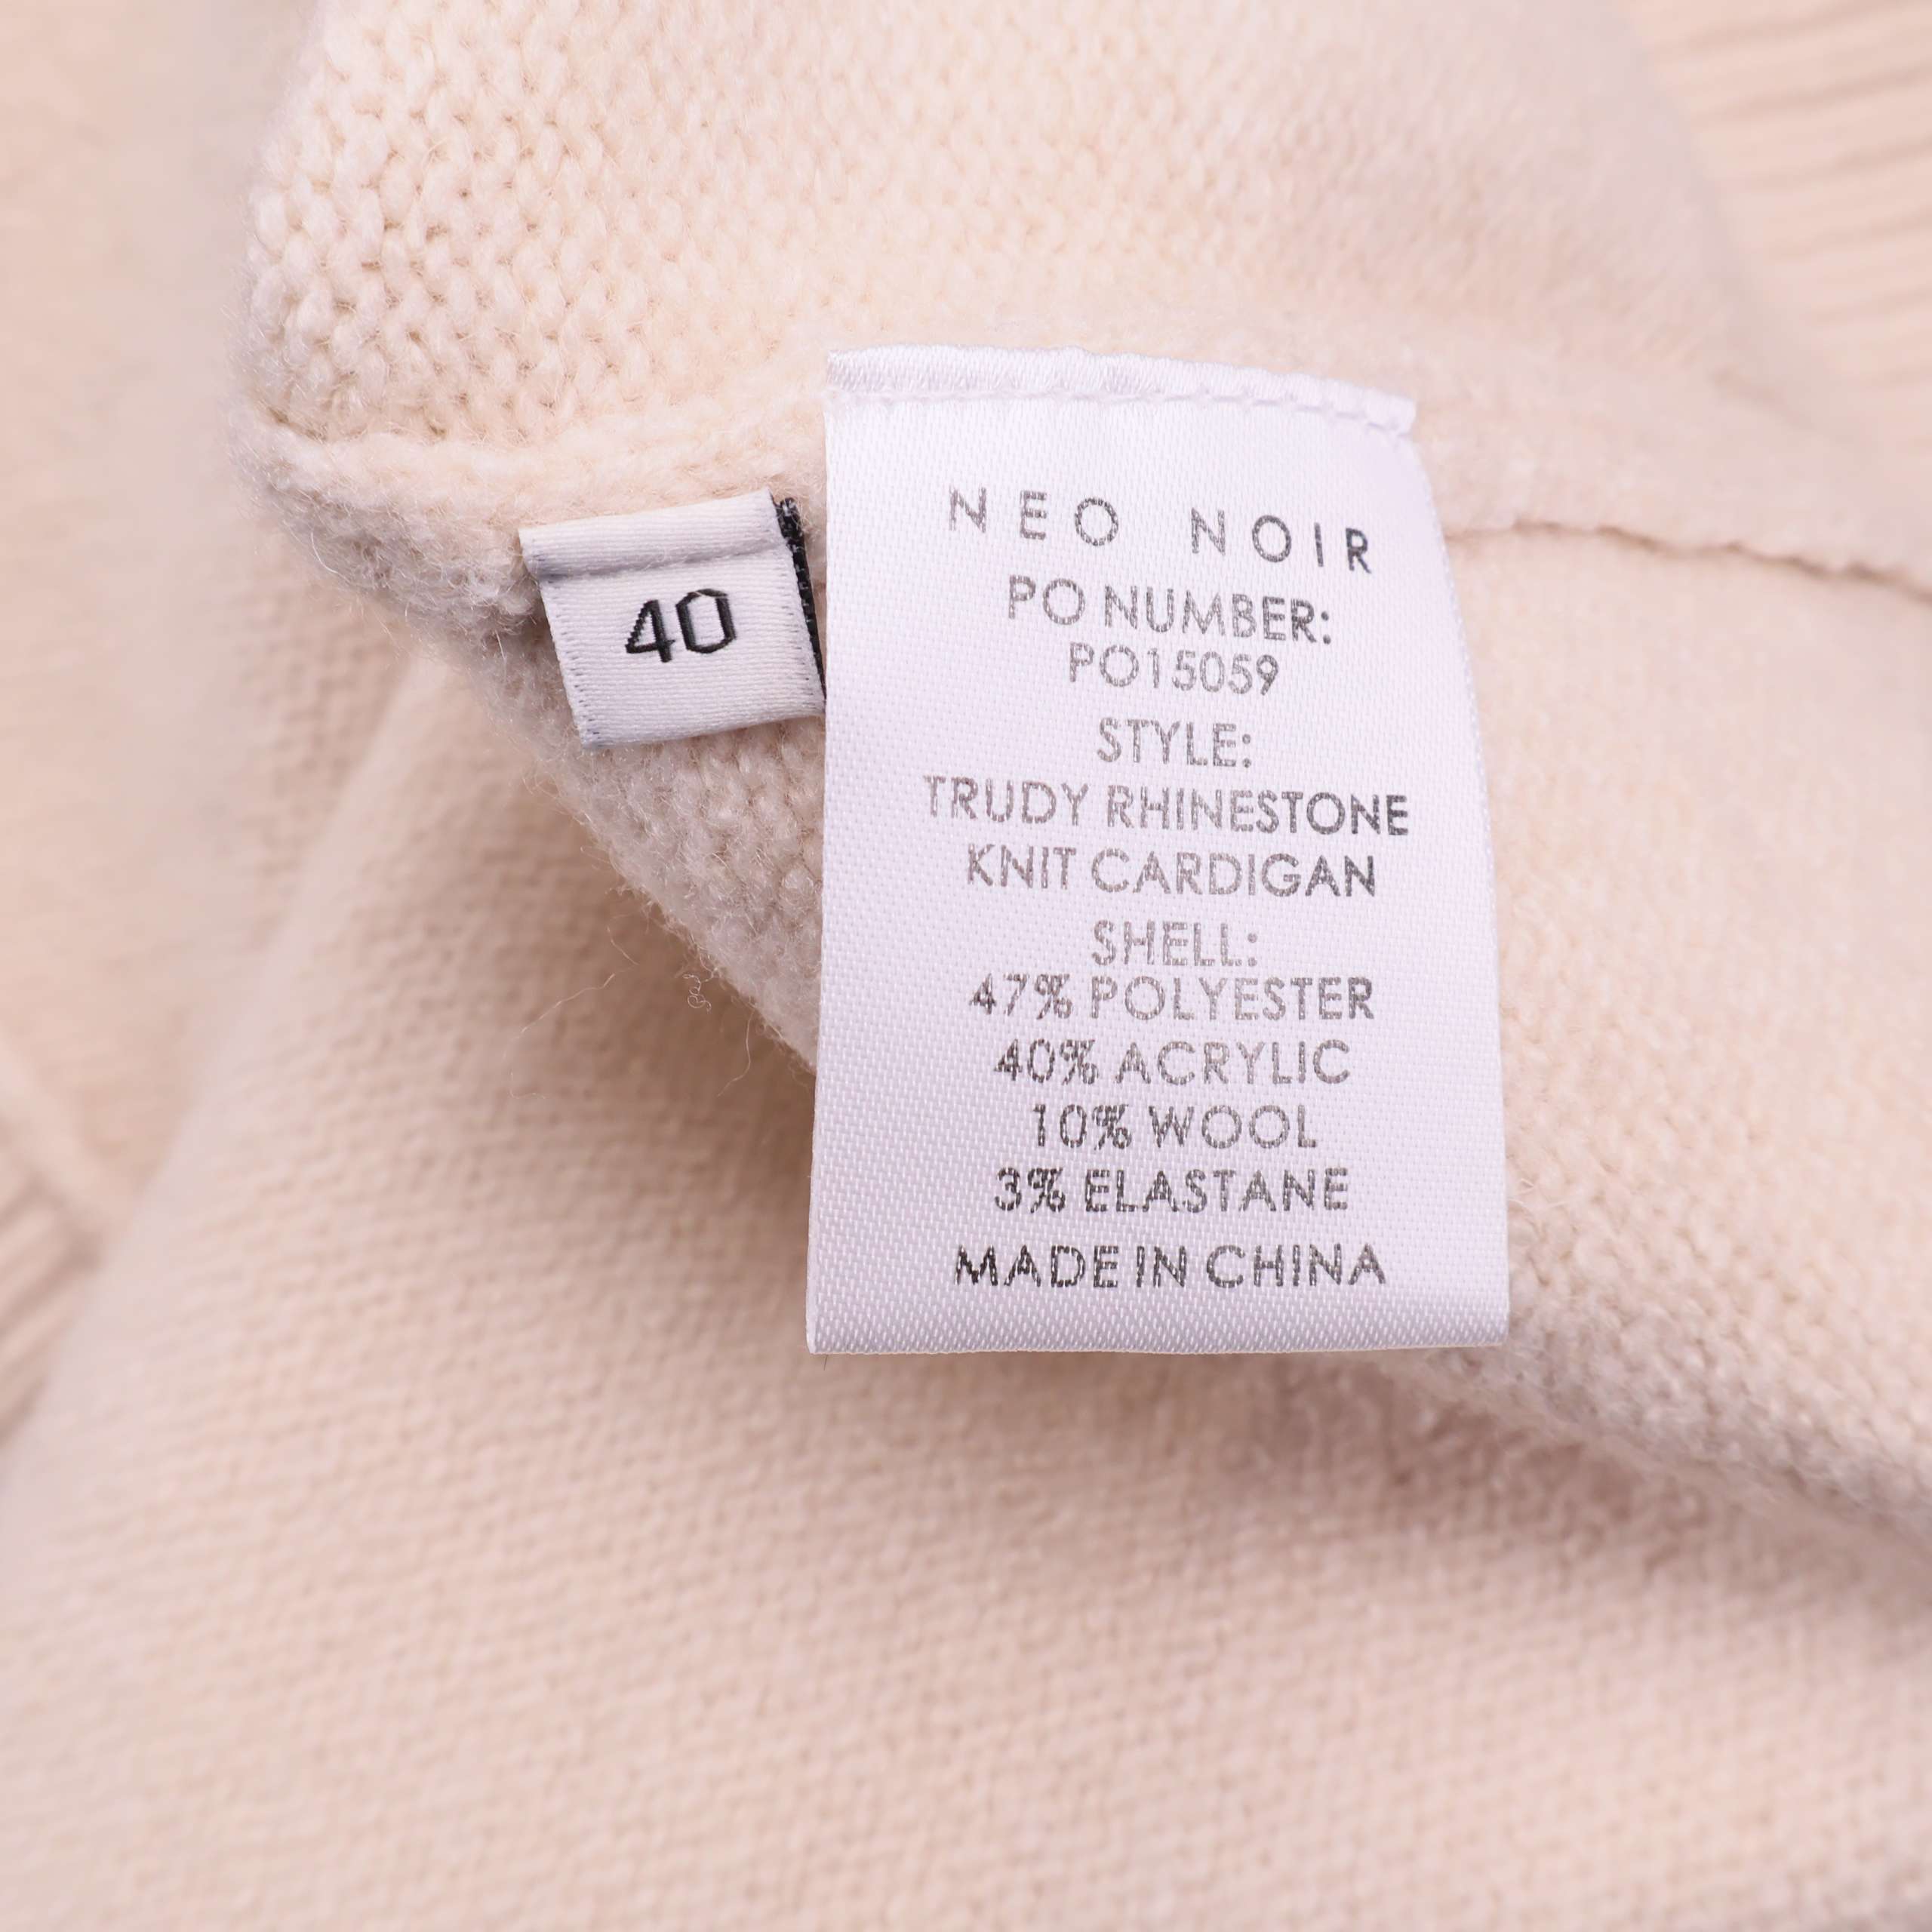 40
NEO NOIR
PO NUMBER:
PO15059
STYLE:
TRUDY RHINESTONE
KNIT CARDIGAN
SHELL:
47% POLYESTER
40% ACRYLIC
10% WOOL
3% ELASTANE
MADE IN CHINA